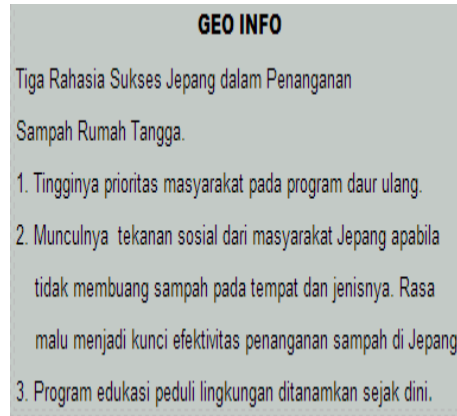 GEO INFO
Tiga Rahasia Sukses Jepang dalam Penanganan
Sampah Rumah Tangga.
1. Tingginya prioritas masyarakat pada program daur ulang.
2. Munculnya tekanan sosial dari masyarakat Jepang apabila
tidak membuang sampah pada tempat dan jenisnya. Rasa
malu menjadi kunci efektivitas penanganan sampah di Jepang
3. Program edukasi peduli lingkungan ditanamkan sejak dini.